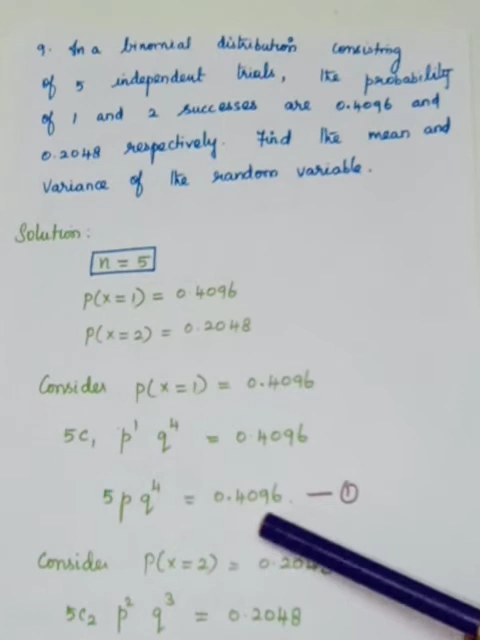 9. In a binomial distribution consisting
of 5 independent trials, the probability
of 1 and 2 successes are 0.4096 and
0.2048 respectively. Find the mean and
variance of the random variable.
Solution:
n = 5
P(x=1) = 0.4096
P(x=2) = 0.2048
Consider P(x=1) = 0.4096
5C₁ p¹ q⁴ = 0.4096
5pq⁴ = 0.4096. — ①
Consider P(x=2) = 0.2048
5C₂ p² q³ = 0.2048